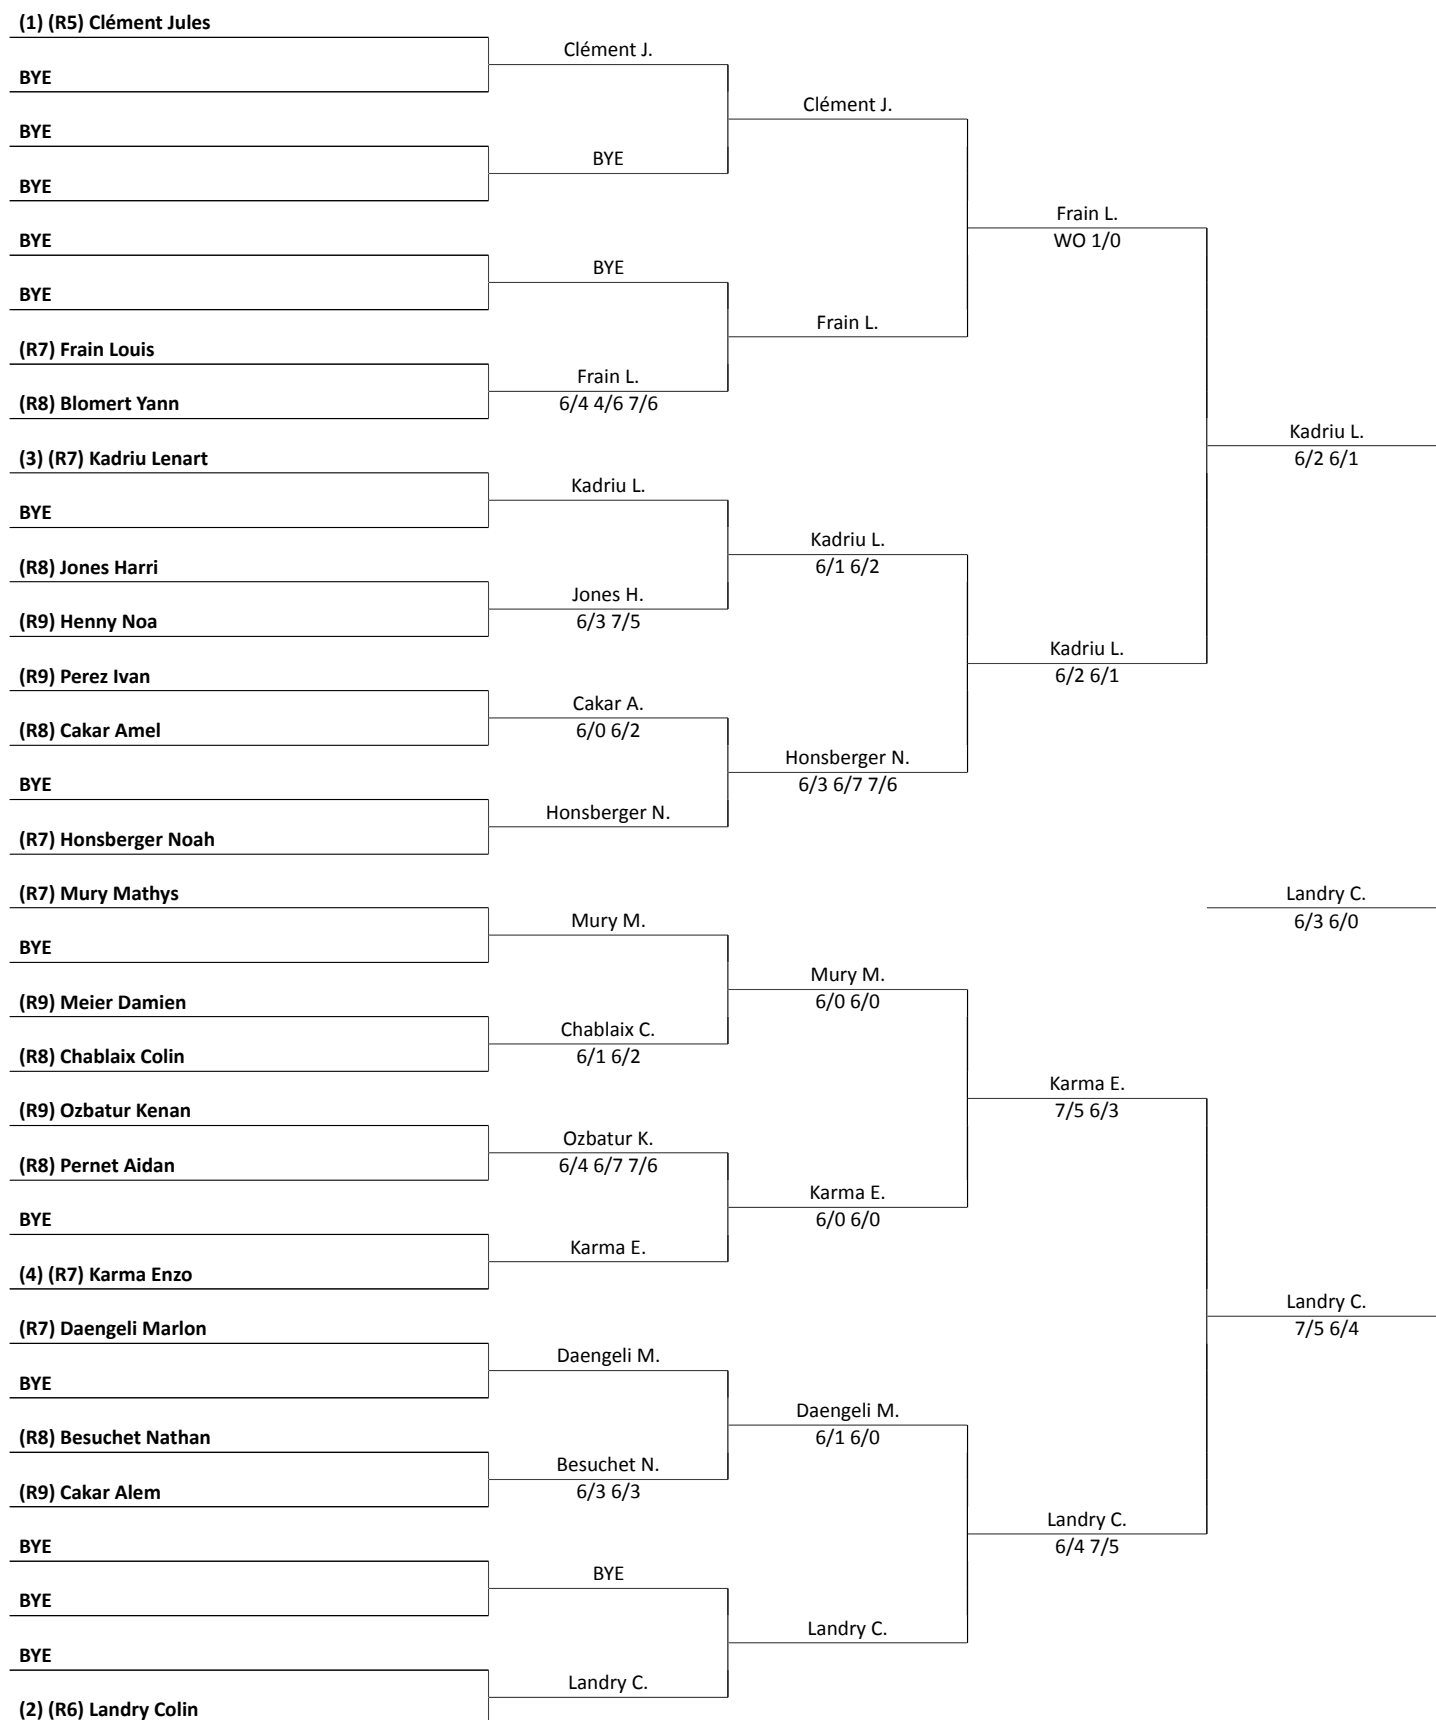 (1) (R5) Clément Jules
Clément J.
BYE
Clément J.
BYE
BYE
BYE
Frain L.
WO 1/0
BYE
BYE
BYE
Frain L.
(R7) Frain Louis
Frain L.
6/4 4/6 7/6
(R8) Blomert Yann
Kadriu L.
6/2 6/1
(3) (R7) Kadriu Lenart
Kadriu L.
BYE
Kadriu L.
6/1 6/2
(R8) Jones Harri
Jones H.
6/3 7/5
(R9) Henny Noa
Kadriu L.
6/2 6/1
(R9) Perez Ivan
Cakar A.
6/0 6/2
(R8) Cakar Amel
Honsberger N.
6/3 6/7 7/6
BYE
Honsberger N.
(R7) Honsberger Noah
(R7) Mury Mathys
Landry C.
6/3 6/0
Mury M.
BYE
Mury M.
6/0 6/0
(R9) Meier Damien
Chablaix C.
6/1 6/2
(R8) Chablaix Colin
Karma E.
7/5 6/3
(R9) Ozbatur Kenan
Ozbatur K.
6/4 6/7 7/6
(R8) Pernet Aidan
Karma E.
6/0 6/0
BYE
Karma E.
(4) (R7) Karma Enzo
Landry C.
7/5 6/4
(R7) Daengeli Marlon
Daengeli M.
BYE
Daengeli M.
6/1 6/0
(R8) Besuchet Nathan
Besuchet N.
6/3 6/3
(R9) Cakar Alem
Landry C.
6/4 7/5
BYE
BYE
BYE
Landry C.
BYE
Landry C.
(2) (R6) Landry Colin